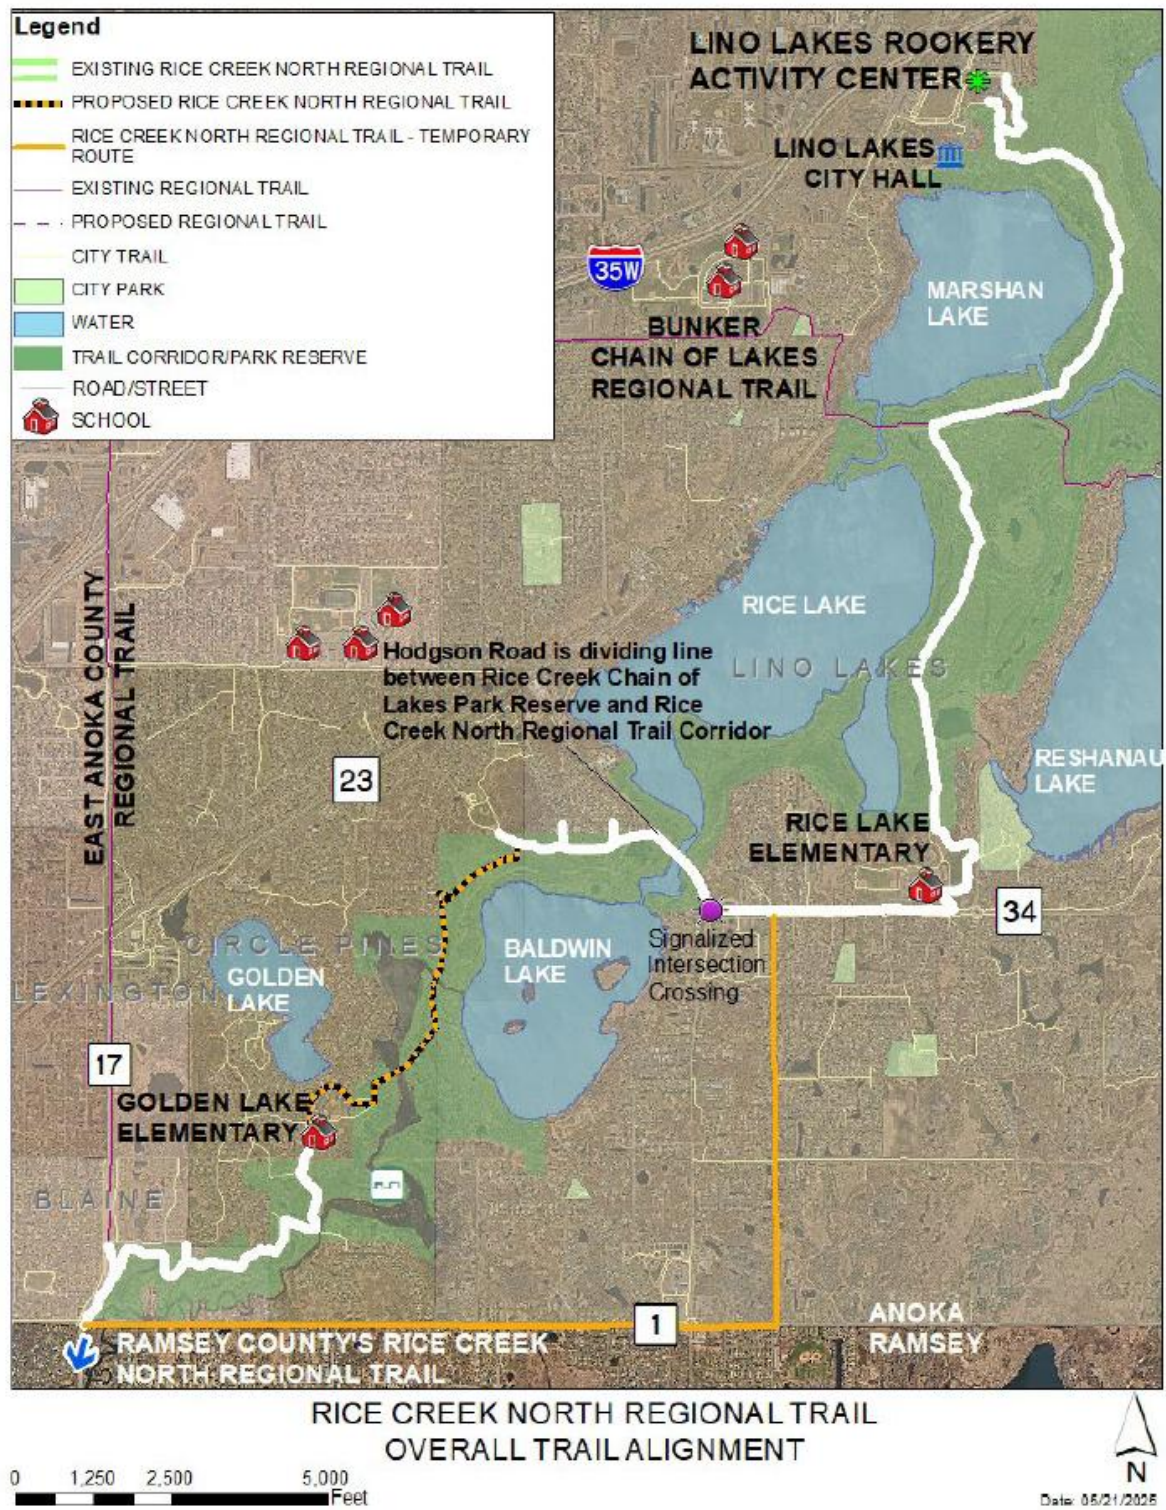 Legend
EXISTING RICE CREEK NORTH REGIONAL TRAIL
PROPOSED RICE CREEK NORTH REGIONAL TRAIL
RICE CREEK NORTH REGIONAL TRAIL - TEMPORARY
ROUTE
EXISTING REGIONAL TRAIL
PROPOSED REGIONAL TRAIL
CITY TRAIL
CITY PARK
WATER
TRAIL CORRIDOR/PARK RESERVE
ROAD/STREET
SCHOOL
LINO LAKES ROOKERY
ACTIVITY CENTER
LINO LAKES
CITY HALL
35W
MARSHAN
LAKE
BUNKER
CHAIN OF LAKES
REGIONAL TRAIL
EAST ANOKA COUNTY
REGIONAL TRAIL
RICE LAKE
LINO LAKES
Hodgson Road is dividing line
between Rice Creek Chain of
Lakes Park Reserve and Rice
Creek North Regional Trail Corridor
23
RESHANAU
LAKE
RICE LAKE
ELEMENTARY
34
Signalized
Intersection
Crossing
CIRCLE PINES
BALDWIN
LAKE
GOLDEN
LAKE
LEXINGTON
17
GOLDEN LAKE
ELEMENTARY
BLAINE
1
ANOKA
RAMSEY
RAMSEY COUNTY'S RICE CREEK
NORTH REGIONAL TRAIL
RICE CREEK NORTH REGIONAL TRAIL
OVERALL TRAIL ALIGNMENT
0 1,250 2,500 5,000
Feet
N
Date: 05/21/2025